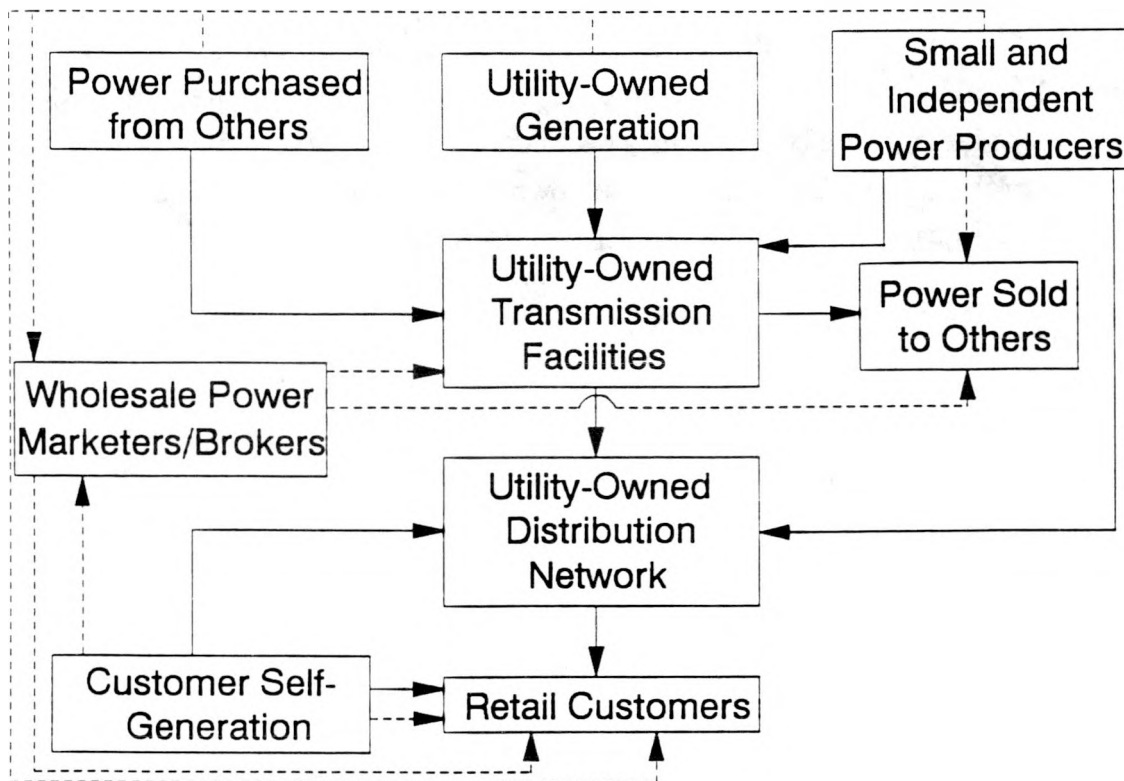 Power Purchased
from Others
Utility-Owned
Generation
Small and
Independent
Power Producers
Utility-Owned
Transmission
Facilities
Power Sold
to Others
Wholesale Power
Marketers/Brokers
Utility-Owned
Distribution
Network
Customer Self-
Generation
Retail Customers